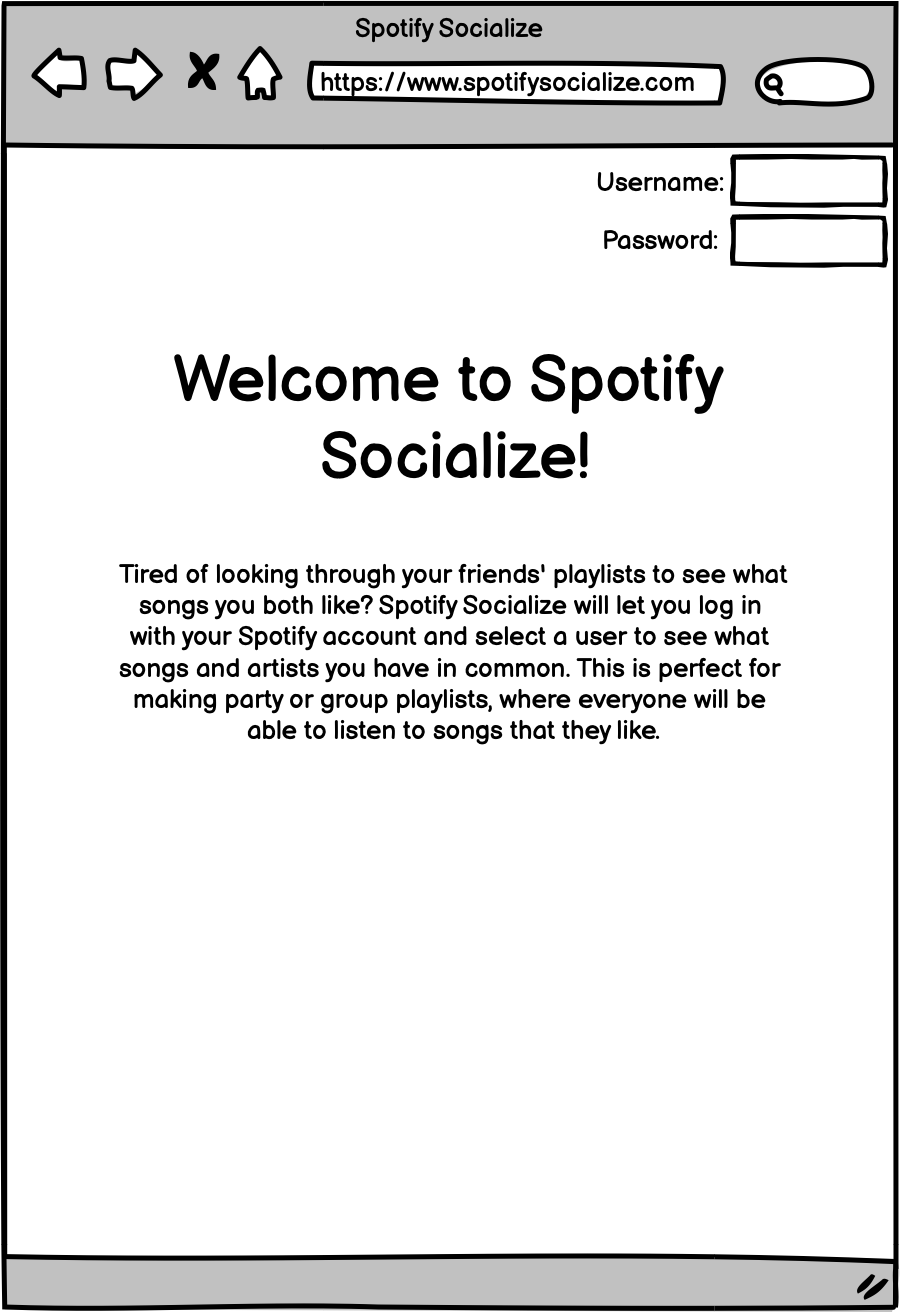 Spotify Socialize
https://www.spotifysocialize.com
Username:
Password:
Welcome to Spotify
Socialize!
Tired of looking through your friends' playlists to see what
songs you both like? Spotify Socialize will let you log in
with your Spotify account and select a user to see what
songs and artists you have in common. This is perfect for
making party or group playlists, where everyone will be
able to listen to songs that they like.